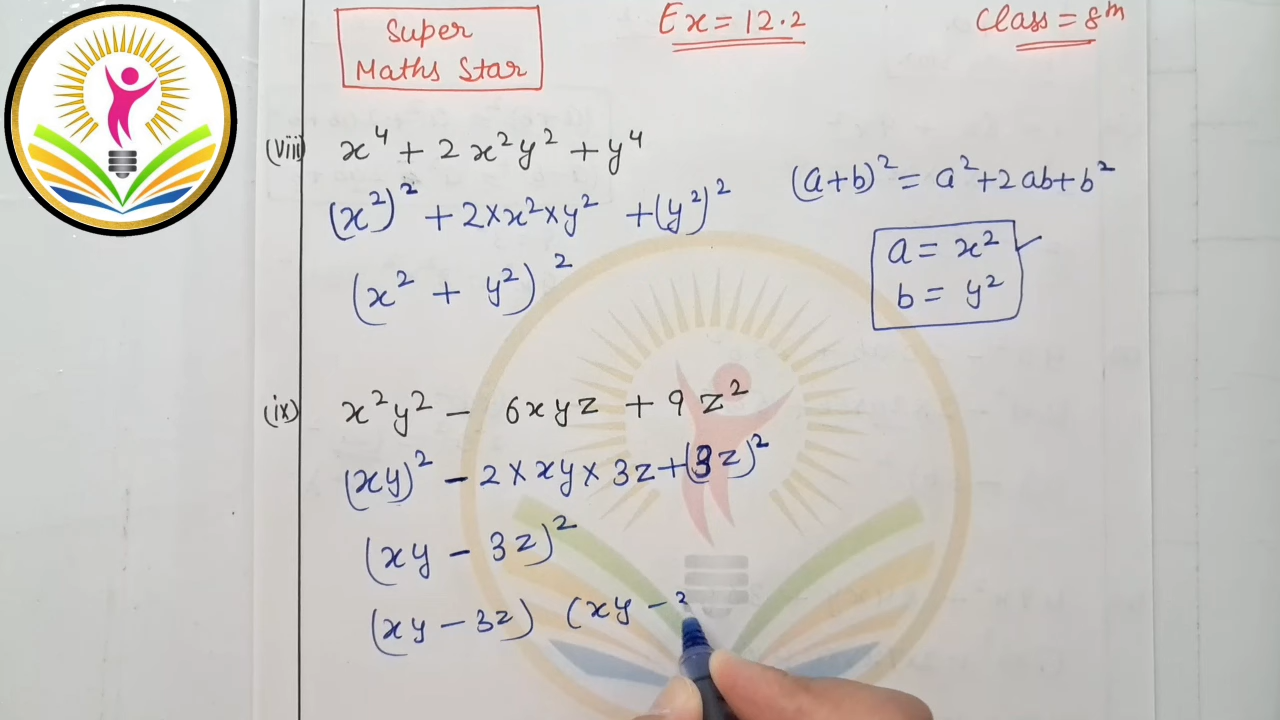 Super
Maths Star
Ex = 12.2
Class = 8th
(viii) x⁴ + 2x²y² + y⁴
(x²)² + 2×x²×y² + (y²)²
(x² + y²)²
(a+b)² = a²+2ab+b²
a = x²
b = y²
(ix) x²y² − 6xyz + 9z²
(xy)² − 2×xy×3z+(3z)²
(xy − 3z)²
(xy − 3z) (xy −